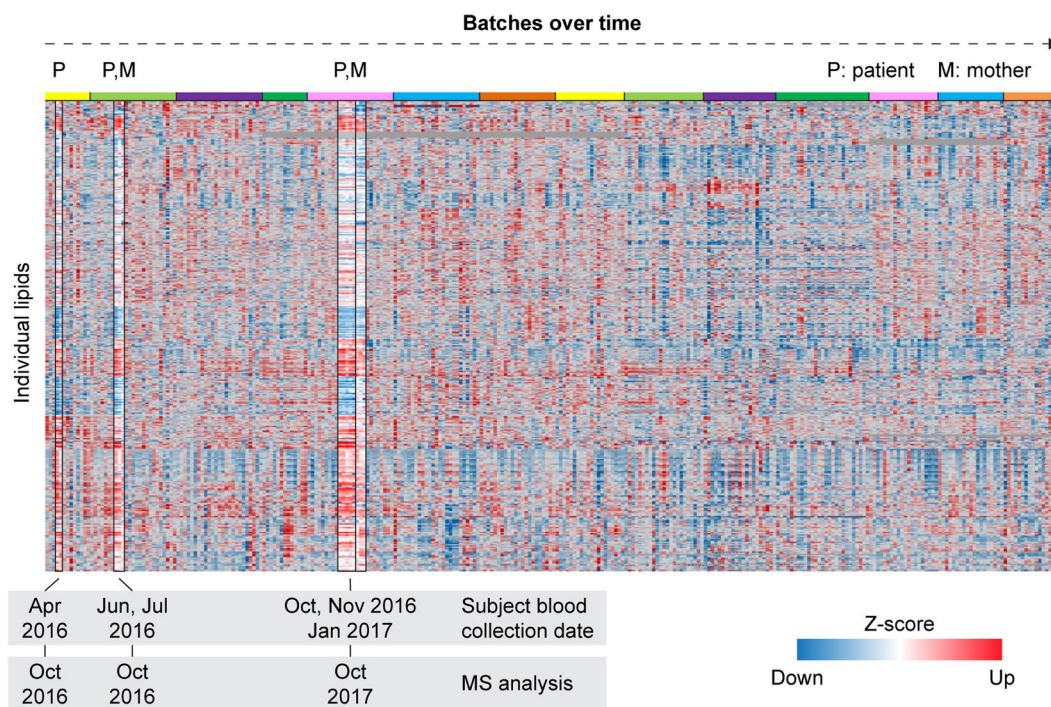 Batches over time
P P,M P,M P: patient M: mother
Individual lipids
Apr 2016
Jun, Jul 2016
Oct, Nov 2016
Jan 2017
Subject blood collection date
Oct 2016
Oct 2016
Oct 2017
MS analysis
Z-score
Down Up